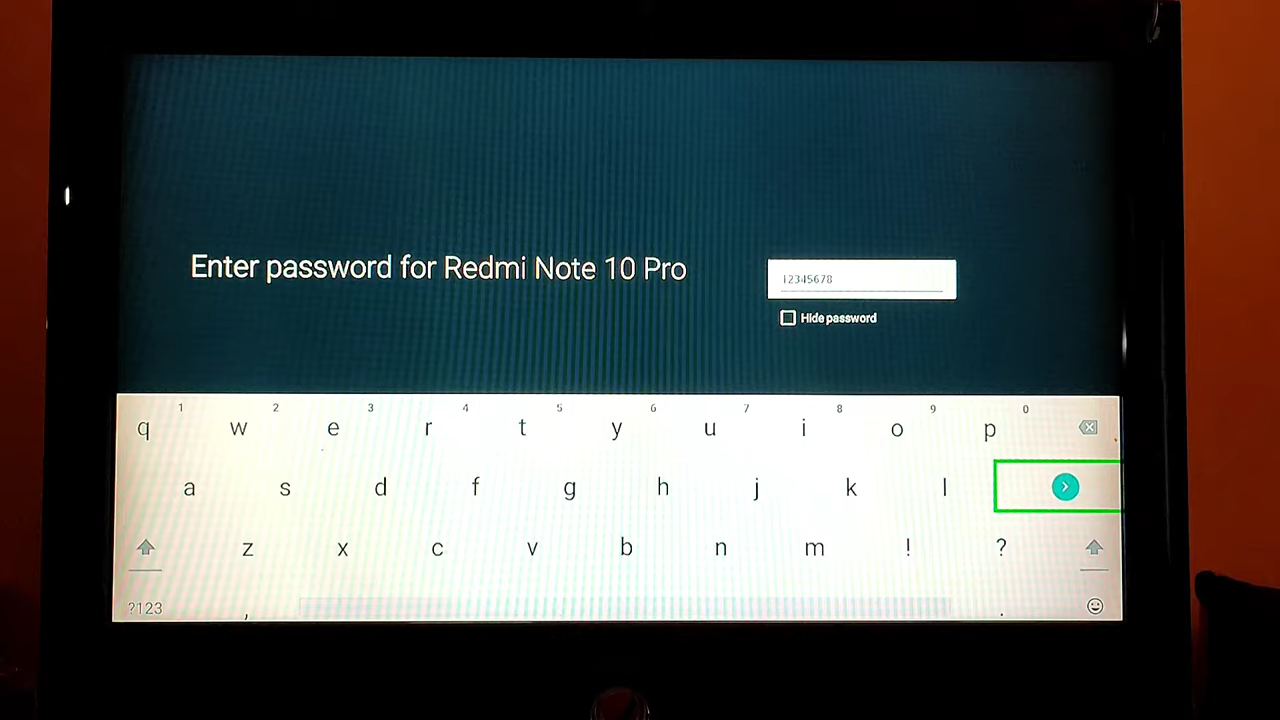 Enter password for Redmi Note 10 Pro
12345678
Hide password
1 2 3 4 5 6 7 8 9 0
q w e r t y u i o p
a s d f g h j k l
z x c v b n m ! ?
?123 , .